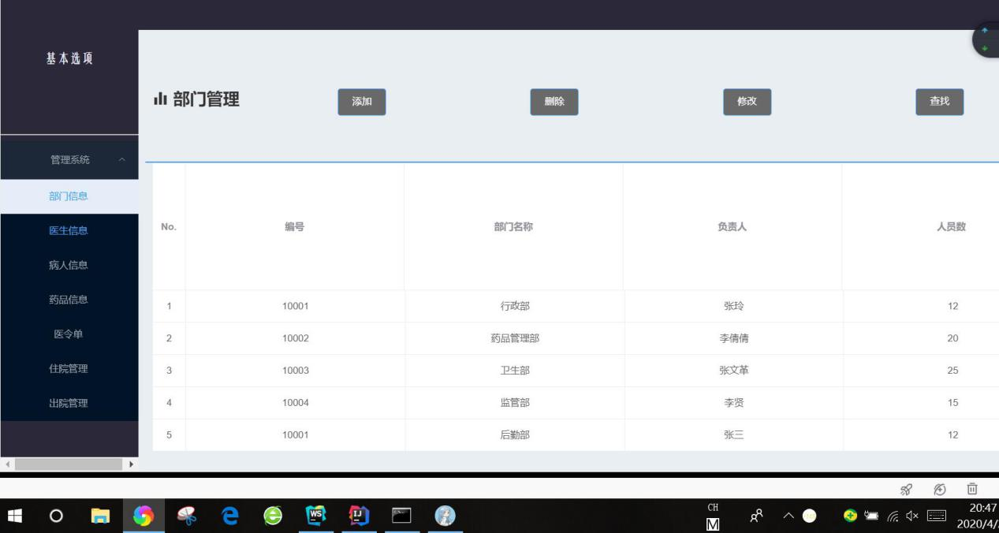 基本选项
部门管理 添加 删除 修改 查找
管理系统
部门信息
医生信息
病人信息
药品信息
医令单
住院管理
出院管理
No. 编号 部门名称 负责人 人员数
1 10001 行政部 张玲 12
2 10002 药品管理部 李倩倩 20
3 10003 卫生部 张文革 25
4 10004 监管部 李贤 15
5 10001 后勤部 张三 12
WS
IJ
CH
M
20:47
2020/4/